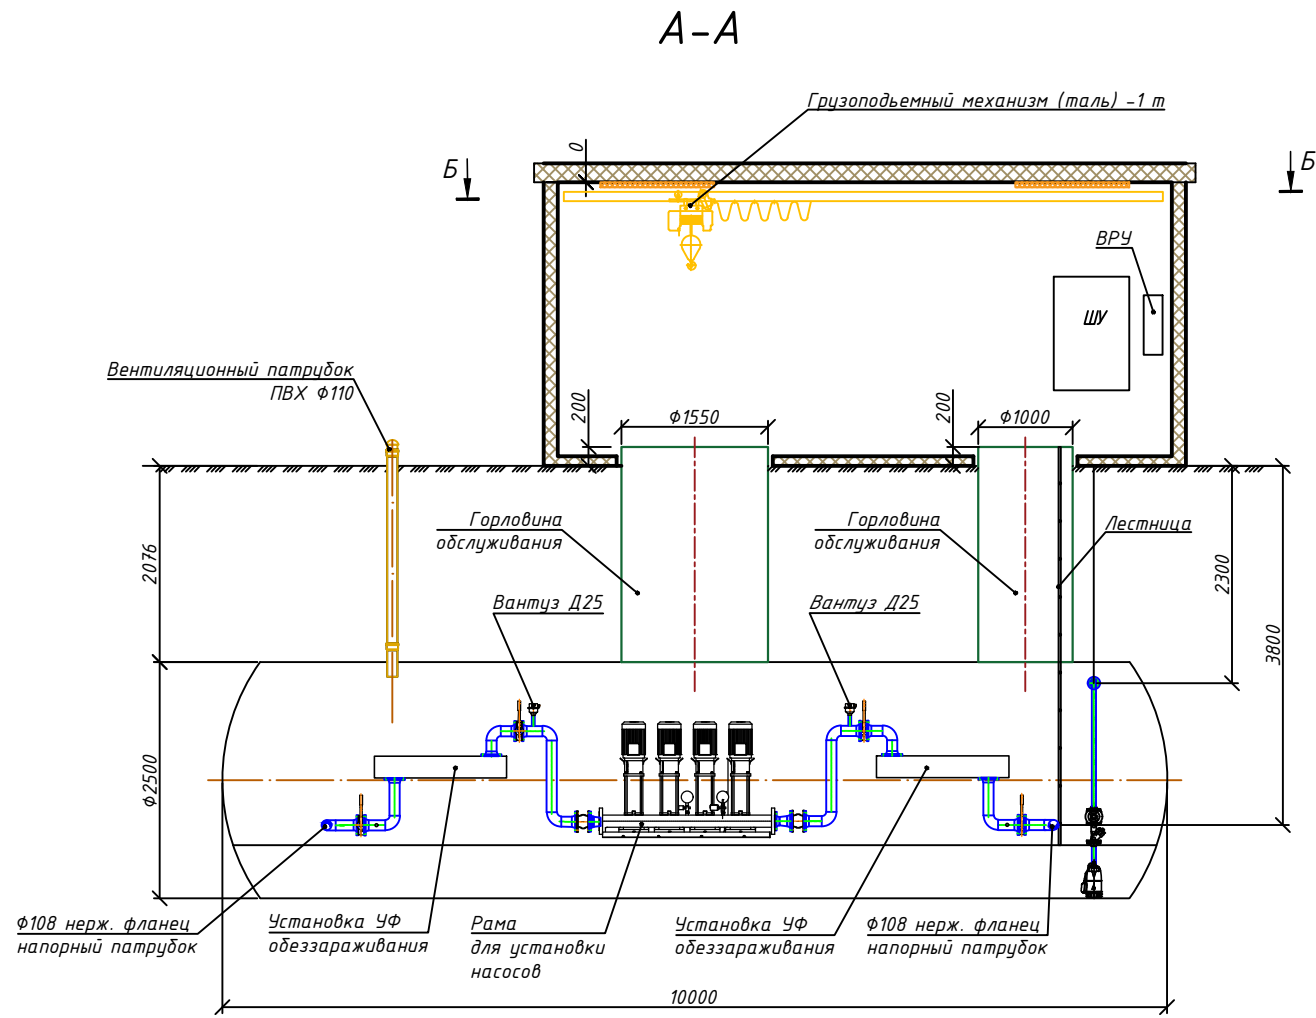 А-А
Грузоподьемный механизм (таль) -1 т
Б
Б
0
ВРУ
ШУ
Вентиляционный патрубок
ПВХ Ф110
200
Ф1550
200
Ф1000
Горловина
обслуживания
Горловина
обслуживания
Лестница
2076
2300
Вантуз Д25
Вантуз Д25
3800
Ф2500
Ф108 нерж. фланец
напорный патрубок
Установка УФ
обеззараживания
Рама
для установки
насосов
Установка УФ
обеззараживания
Ф108 нерж. фланец
напорный патрубок
10000